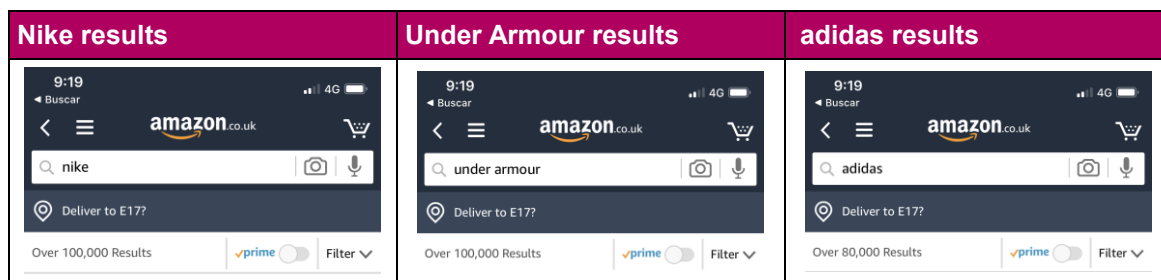 Nike results
Under Armour results
adidas results
9:19
4G
◄ Buscar
amazon.co.uk
nike
Deliver to E17?
Over 100,000 Results
prime
Filter
9:19
4G
◄ Buscar
amazon.co.uk
under armour
Deliver to E17?
Over 100,000 Results
prime
Filter
9:19
4G
◄ Buscar
amazon.co.uk
adidas
Deliver to E17?
Over 80,000 Results
prime
Filter